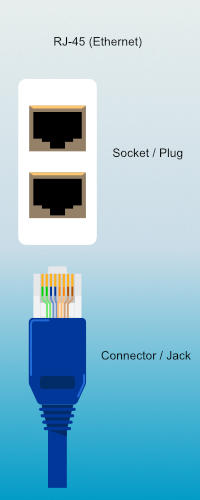 RJ-45 (Ethernet)
Socket / Plug
Connector / Jack